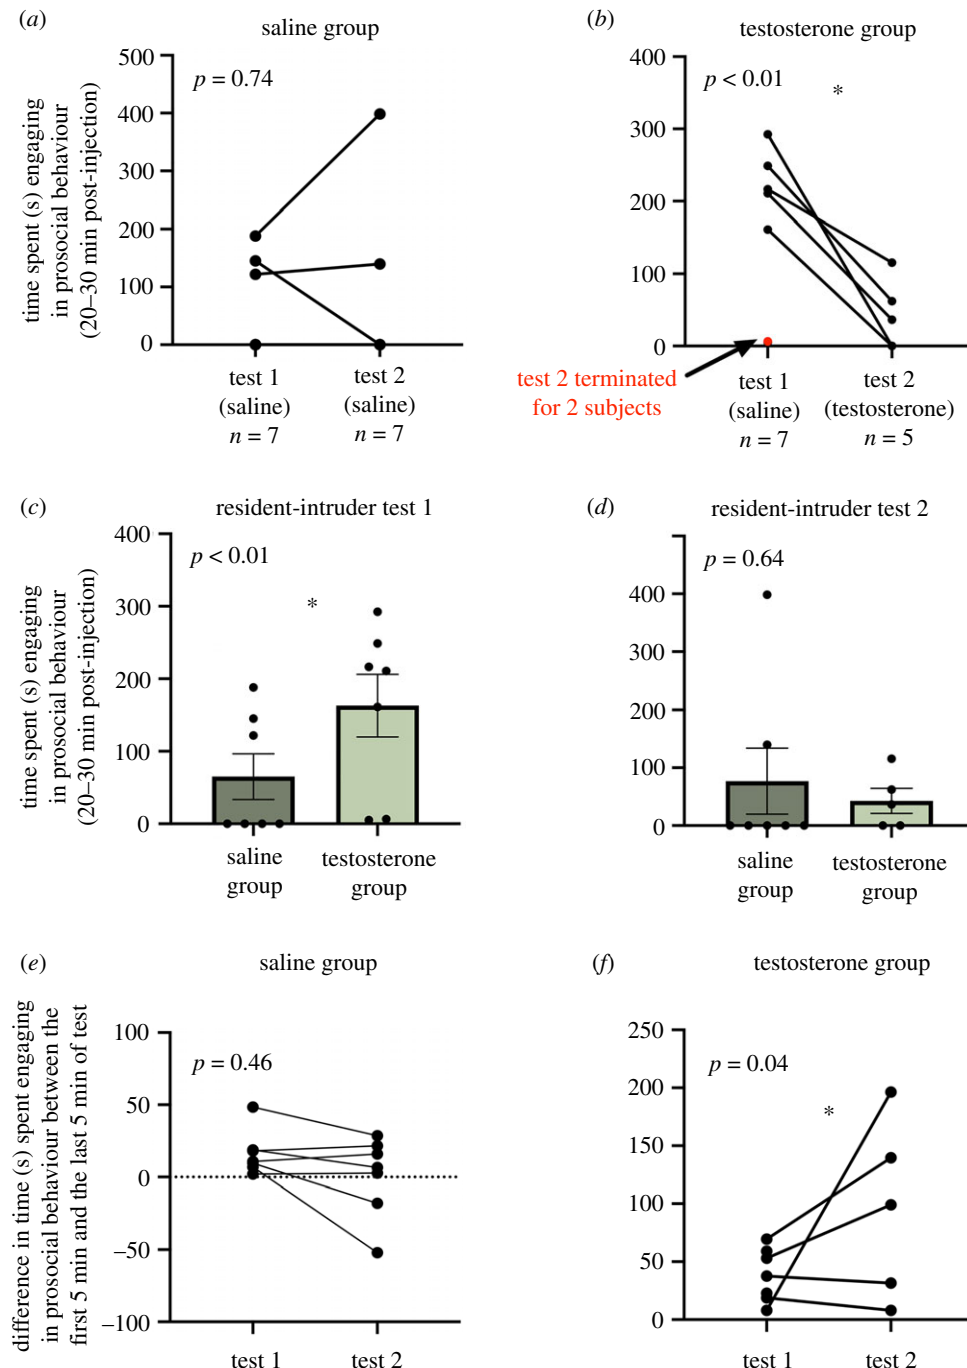 (a)
saline group
time spent (s) engaging
in prosocial behaviour
(20–30 min post-injection)
500
400
300
200
100
0
p = 0.74
test 1
(saline)
n = 7
test 2
(saline)
n = 7
(b)
testosterone group
400
300
200
100
0
p < 0.01
*
test 2 terminated
for 2 subjects
test 1
(saline)
n = 7
test 2
(testosterone)
n = 5
(c)
resident-intruder test 1
time spent (s) engaging
in prosocial behaviour
(20–30 min post-injection)
400
300
200
100
0
p < 0.01
*
saline
group
testosterone
group
(d)
resident-intruder test 2
400
300
200
100
0
p = 0.64
saline
group
testosterone
group
(e)
saline group
difference in time (s) spent engaging
in prosocial behaviour between the
first 5 min and the last 5 min of test
100
50
0
–50
–100
p = 0.46
test 1
test 2
(f)
testosterone group
250
200
150
100
50
0
p = 0.04
*
test 1
test 2